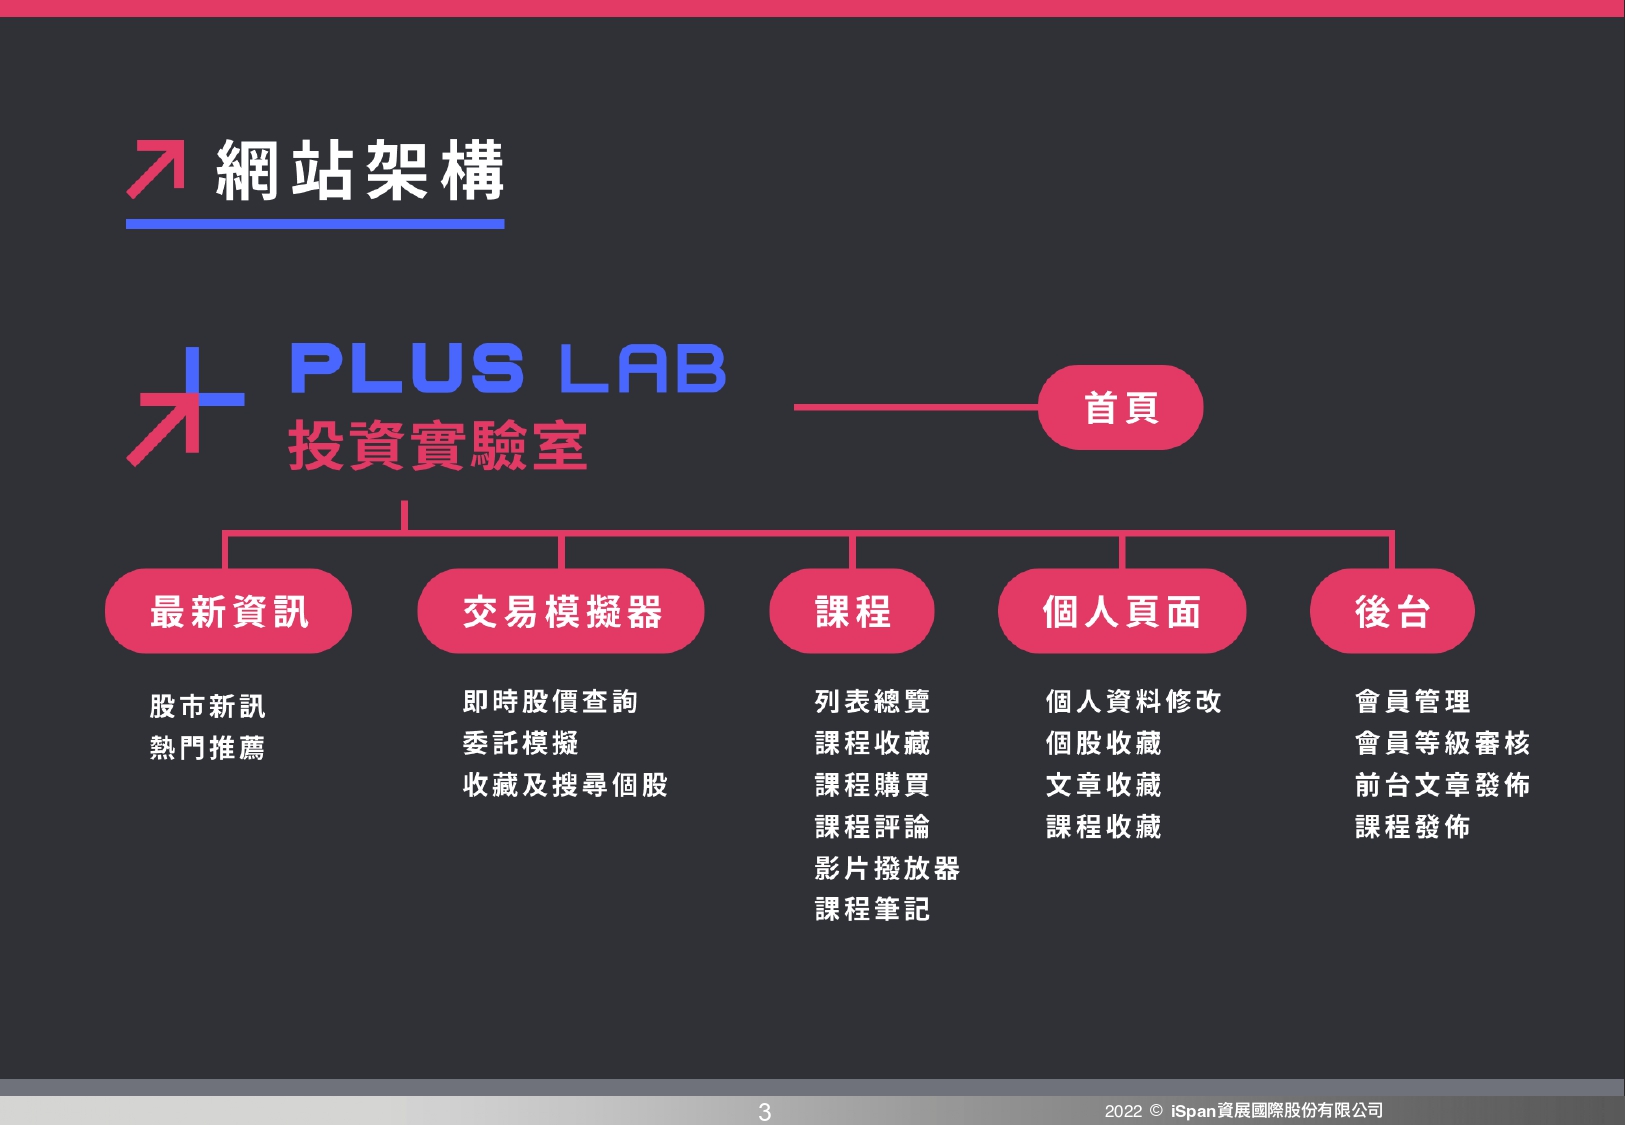 網站架構
PLUS LAB
投資實驗室
首頁
最新資訊
股市新訊
熱門推薦
交易模擬器
即時股價查詢
委託模擬
收藏及搜尋個股
課程
列表總覽
課程收藏
課程購買
課程評論
影片撥放器
課程筆記
個人頁面
個人資料修改
個股收藏
文章收藏
課程收藏
後台
會員管理
會員等級審核
前台文章發佈
課程發佈
3
2022 © iSpan資展國際股份有限公司